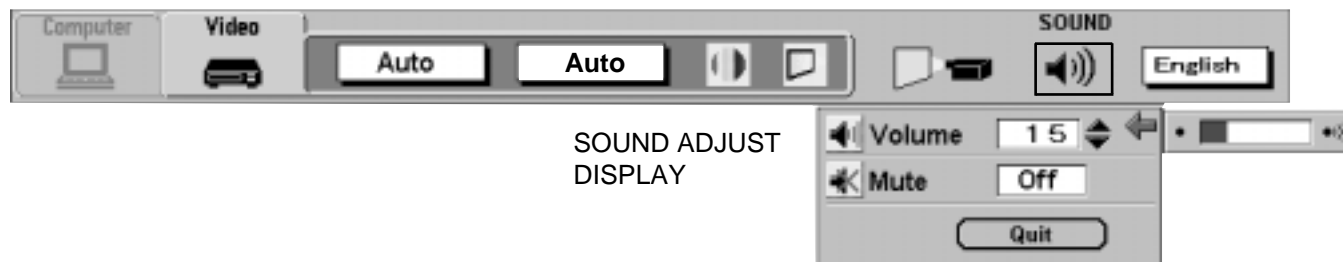 Computer Video SOUND
Auto Auto English
SOUND ADJUST
DISPLAY
Volume 15
Mute Off
Quit